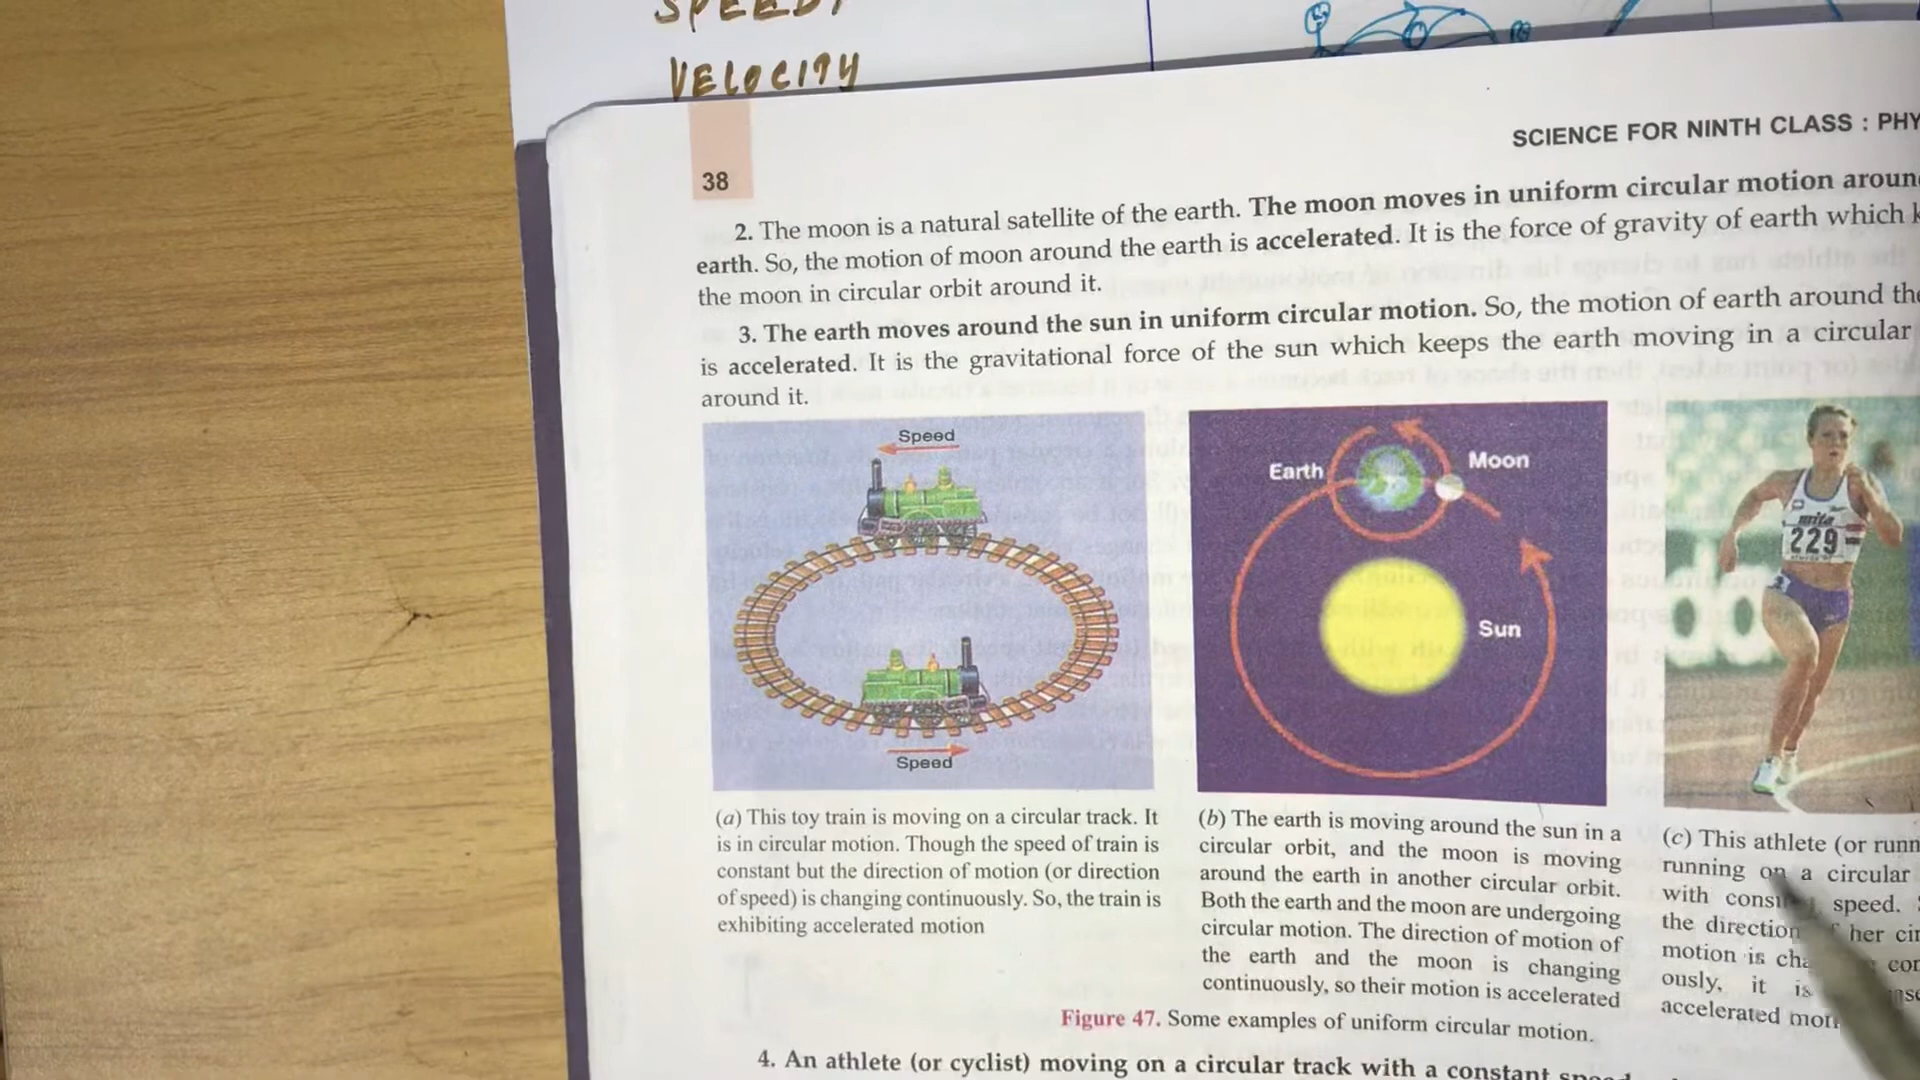 SPEED,
VELOCITY
SCIENCE FOR NINTH CLASS : PHY
38
2. The moon is a natural satellite of the earth. The moon moves in uniform circular motion aroun
earth. So, the motion of moon around the earth is accelerated. It is the force of gravity of earth which k
the moon in circular orbit around it.
3. The earth moves around the sun in uniform circular motion. So, the motion of earth around the
is accelerated. It is the gravitational force of the sun which keeps the earth moving in a circular
around it.
Speed
Speed
Earth
Moon
Sun
mita
229
(a) This toy train is moving on a circular track. It
is in circular motion. Though the speed of train is
constant but the direction of motion (or direction
of speed) is changing continuously. So, the train is
exhibiting accelerated motion
(b) The earth is moving around the sun in a
circular orbit, and the moon is moving
around the earth in another circular orbit.
Both the earth and the moon are undergoing
circular motion. The direction of motion of
the earth and the moon is changing
continuously, so their motion is accelerated
(c) This athlete (or runn
running on a circular
with speed.
the direction her cir
motion is con
ously, it is
accelerated
Figure 47. Some examples of uniform circular motion.
4. An athlete (or cyclist) moving on a circular track with a constant